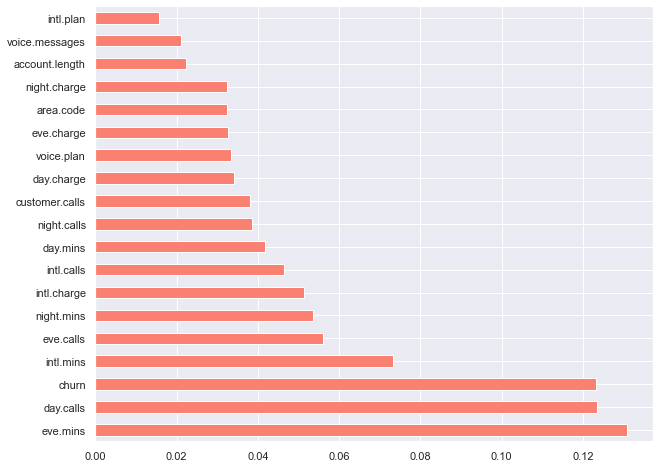 intl.plan
voice.messages
account.length
night.charge
area.code
eve.charge
voice.plan
day.charge
customer.calls
night.calls
day.mins
intl.calls
intl.charge
night.mins
eve.calls
intl.mins
churn
day.calls
eve.mins
0.00 0.02 0.04 0.06 0.08 0.10 0.12